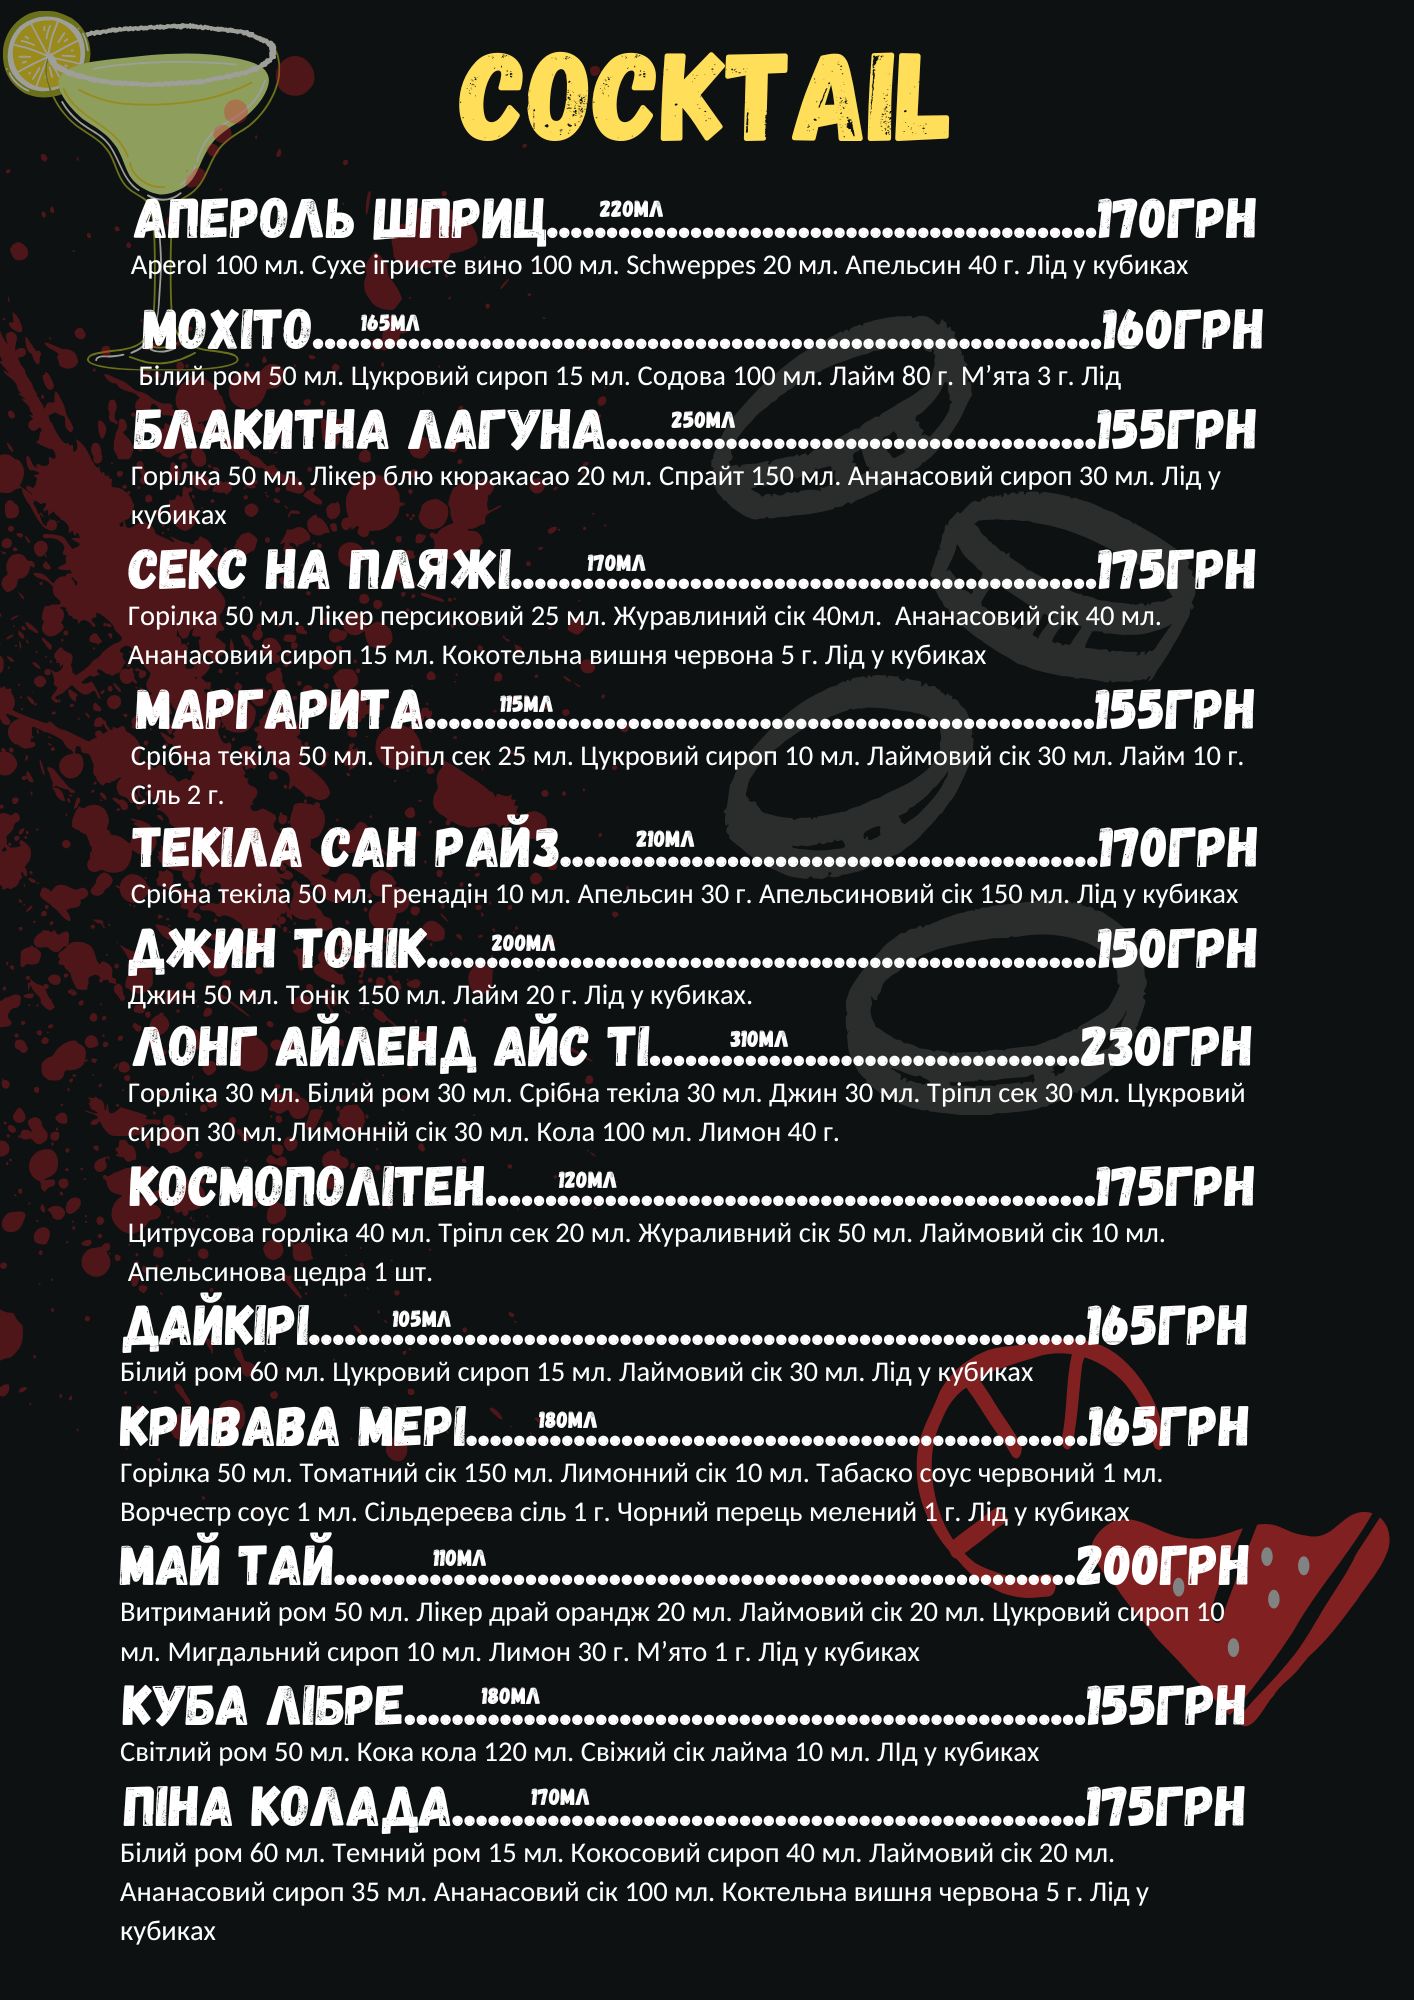 COCKTAIL
АПЕРОЛЬ ШПРИЦ 220МЛ 170ГРН
Aperol 100 мл. Сухе ігристе вино 100 мл. Schweppes 20 мл. Апельсин 40 г. Лід у кубиках
МОХІТО 165МЛ 160ГРН
Білий ром 50 мл. Цукровий сироп 15 мл. Содова 100 мл. Лайм 80 г. М’ята 3 г. Лід
БЛАКИТНА ЛАГУНА 250МЛ 155ГРН
Горілка 50 мл. Лікер блю кюракасао 20 мл. Спрайт 150 мл. Ананасовий сироп 30 мл. Лід у
кубиках
СЕКС НА ПЛЯЖІ 170МЛ 175ГРН
Горілка 50 мл. Лікер персиковий 25 мл. Журавлиний сік 40мл. Ананасовий сік 40 мл.
Ананасовий сироп 15 мл. Кокотельна вишня червона 5 г. Лід у кубиках
МАРГАРИТА 115МЛ 155ГРН
Срібна текіла 50 мл. Тріпл сек 25 мл. Цукровий сироп 10 мл. Лаймовий сік 30 мл. Лайм 10 г.
Сіль 2 г.
ТЕКІЛА САН РАЙЗ 210МЛ 170ГРН
Срібна текіла 50 мл. Гренадін 10 мл. Апельсин 30 г. Апельсиновий сік 150 мл. Лід у кубиках
ДЖИН ТОНІК 200МЛ 150ГРН
Джин 50 мл. Тонік 150 мл. Лайм 20 г. Лід у кубиках.
ЛОНГ АЙЛЕНД АЙС ТІ 310МЛ 230ГРН
Горліка 30 мл. Білий ром 30 мл. Срібна текіла 30 мл. Джин 30 мл. Тріпл сек 30 мл. Цукровий
сироп 30 мл. Лимонній сік 30 мл. Кола 100 мл. Лимон 40 г.
КОСМОПОЛІТЕН 120МЛ 175ГРН
Цитрусова горліка 40 мл. Тріпл сек 20 мл. Жураливний сік 50 мл. Лаймовий сік 10 мл.
Апельсинова цедра 1 шт.
ДАЙКІРІ 105МЛ 165ГРН
Білий ром 60 мл. Цукровий сироп 15 мл. Лаймовий сік 30 мл. Лід у кубиках
КРИВАВА МЕРІ 180МЛ 165ГРН
Горілка 50 мл. Томатний сік 150 мл. Лимонний сік 10 мл. Табаско соус червоний 1 мл.
Ворчестр соус 1 мл. Сільдереєва сіль 1 г. Чорний перець мелений 1 г. Лід у кубиках
МАЙ ТАЙ 110МЛ 200ГРН
Витриманий ром 50 мл. Лікер драй орандж 20 мл. Лаймовий сік 20 мл. Цукровий сироп 10
мл. Мигдальний сироп 10 мл. Лимон 30 г. М’ято 1 г. Лід у кубиках
КУБА ЛІБРЕ 180МЛ 155ГРН
Світлий ром 50 мл. Кока кола 120 мл. Свіжий сік лайма 10 мл. ЛІд у кубиках
ПІНА КОЛАДА 170МЛ 175ГРН
Білий ром 60 мл. Темний ром 15 мл. Кокосовий сироп 40 мл. Лаймовий сік 20 мл.
Ананасовий сироп 35 мл. Ананасовий сік 100 мл. Коктельна вишня червона 5 г. Лід у
кубиках